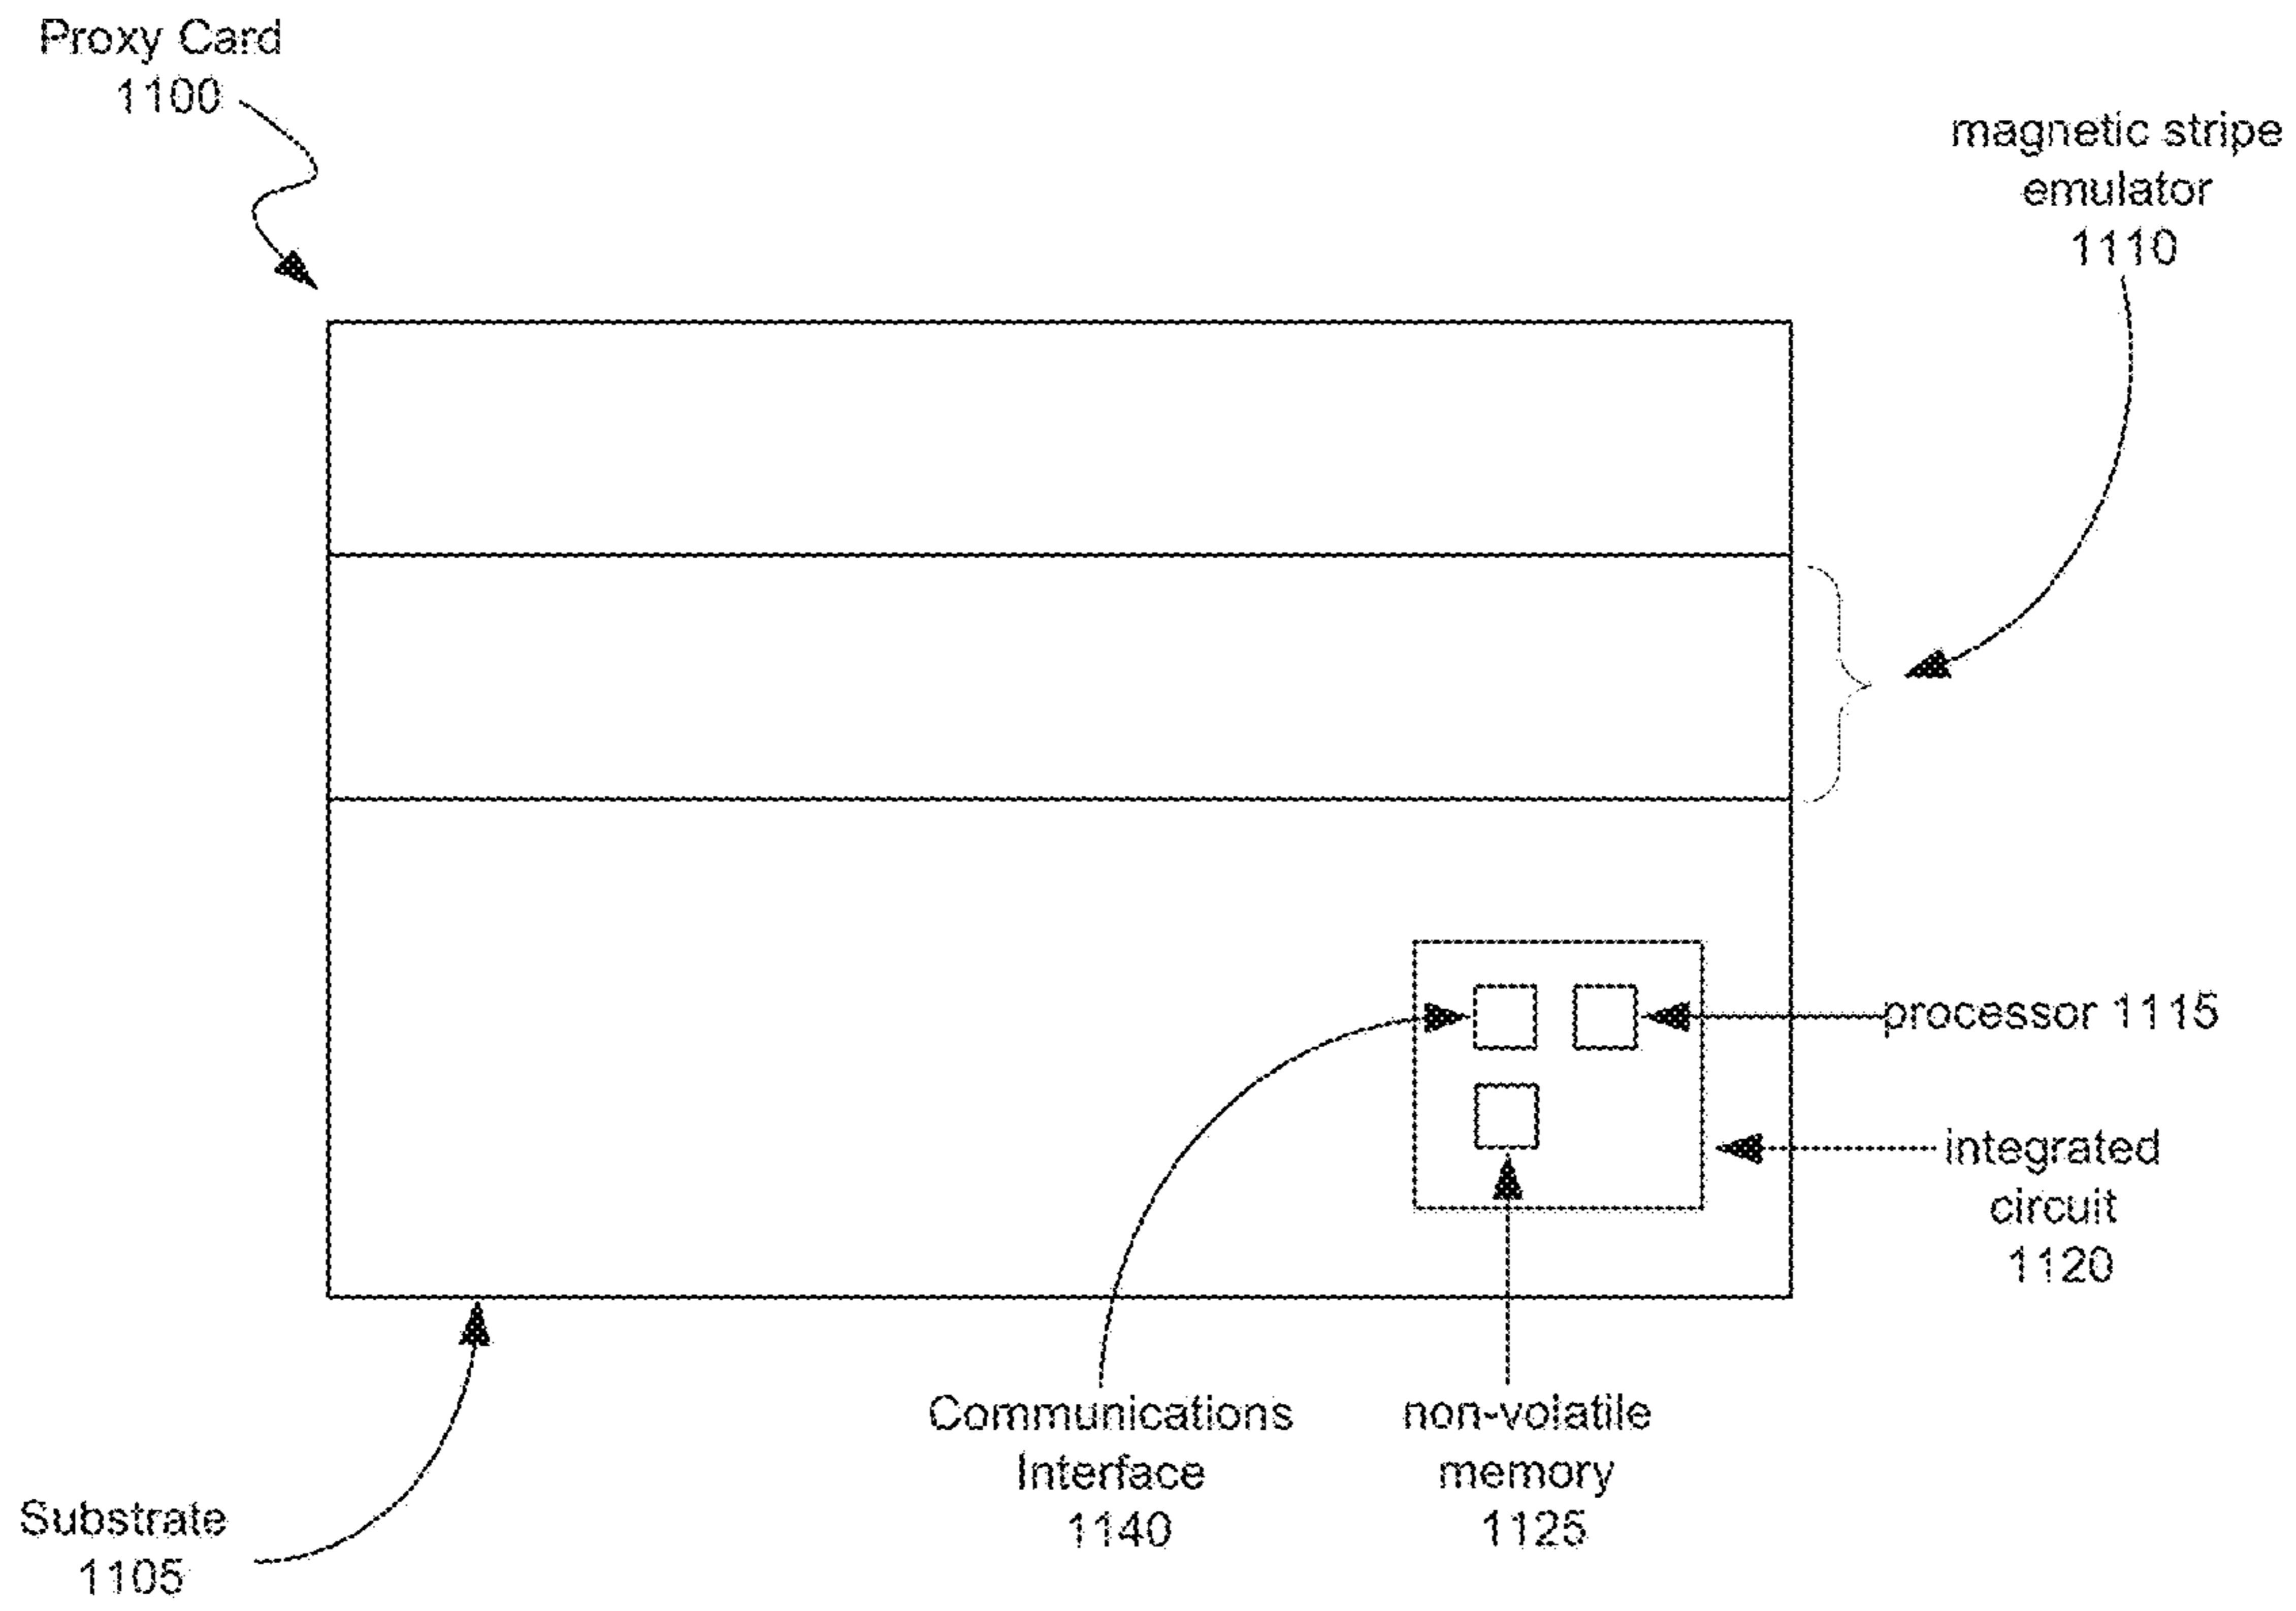 Proxy Card
1100
magnetic stripe
emulator
1110
processor 1115
integrated
circuit
1120
Communications
Interface
1140
non-volatile
memory
1125
Substrate
1105